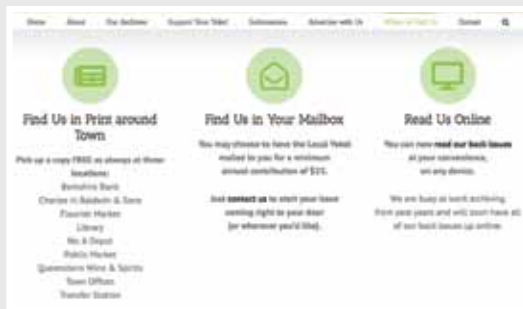 Home About Our Archives Support Your Yokel Submissions Advertise with Us Where to Find Us Contact
Find Us in Print around
Town
Pick up a copy FREE as always at these
locations:
Berkshire Bank
Charles H. Baldwin & Sons
Flourish Market
Library
No. 6 Depot
Public Market
Queensboro Wine & Spirits
Town Offices
Transfer Station
Find Us in Your Mailbox
You may choose to have the Local Yokel
mailed to you for a minimum
annual contribution of $25.
Just contact us to start your issue
coming right to your door
(or wherever you'd like).
Read Us Online
You can now read our back issues
at your convenience,
on any device.
We are busy at work archiving
from past years and will soon have all
of our back issues up online.